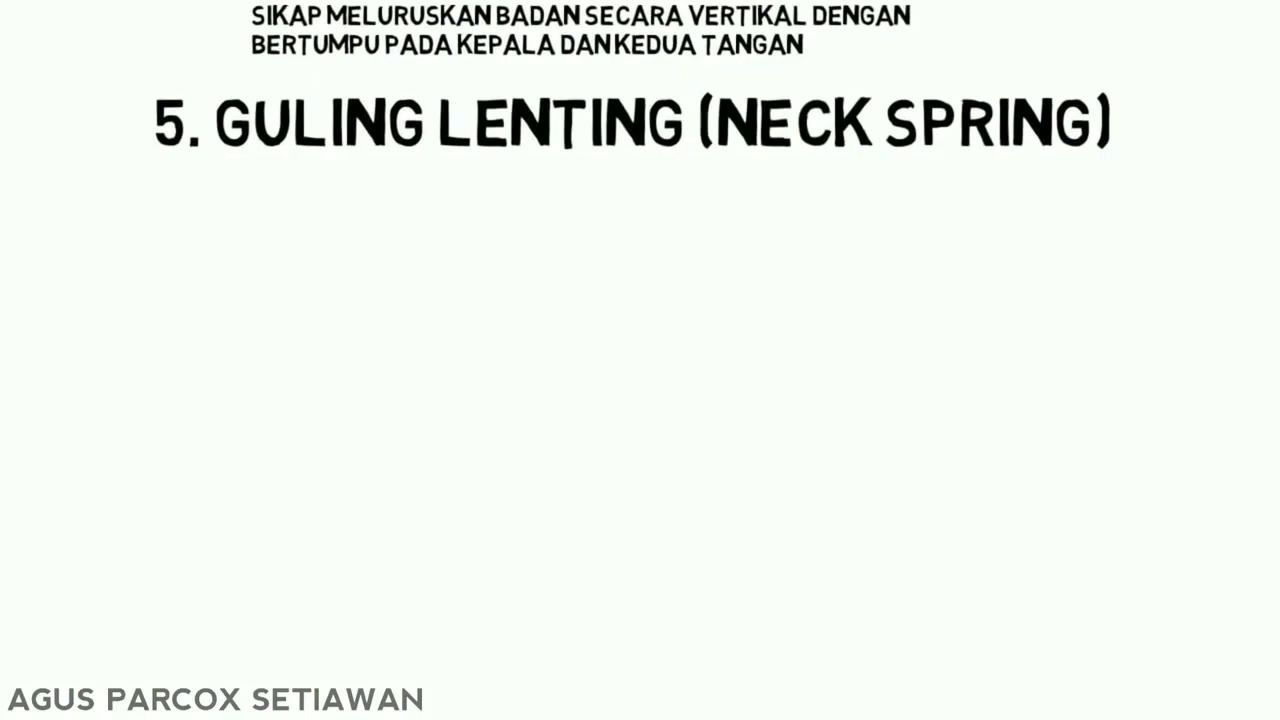 SIKAP MELURUSKAN BADAN SECARA VERTIKAL DENGAN
BERTUMPU PADA KEPALA DAN KEDUA TANGAN
5. GULING LENTING (NECK SPRING)
AGUS PARCOX SETIAWAN